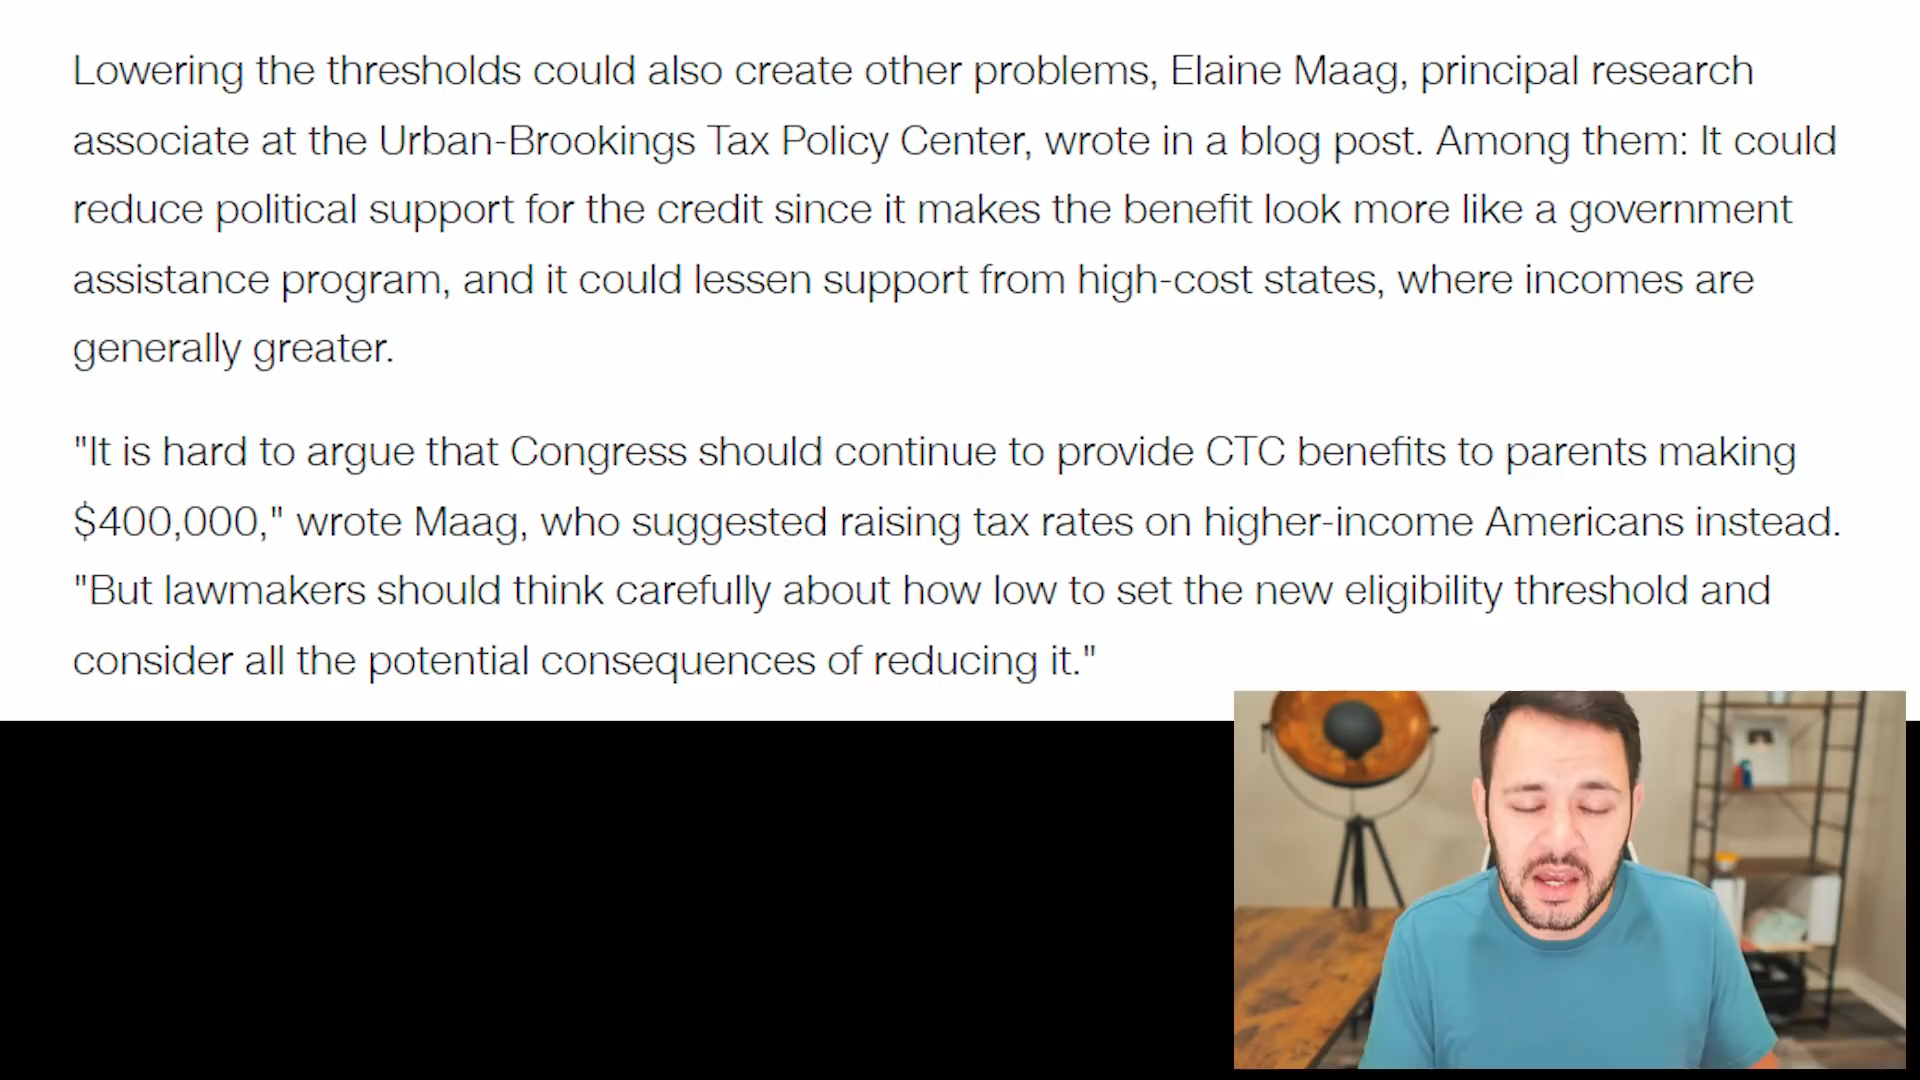 Lowering the thresholds could also create other problems, Elaine Maag, principal research
associate at the Urban-Brookings Tax Policy Center, wrote in a blog post. Among them: It could
reduce political support for the credit since it makes the benefit look more like a government
assistance program, and it could lessen support from high-cost states, where incomes are
generally greater.
"It is hard to argue that Congress should continue to provide CTC benefits to parents making
$400,000," wrote Maag, who suggested raising tax rates on higher-income Americans instead.
"But lawmakers should think carefully about how low to set the new eligibility threshold and
consider all the potential consequences of reducing it."